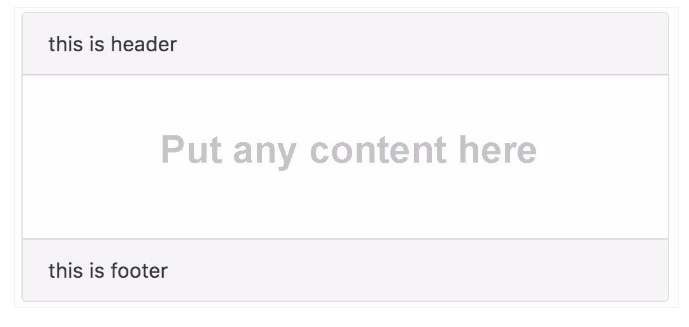 this is header
Put any content here
this is footer